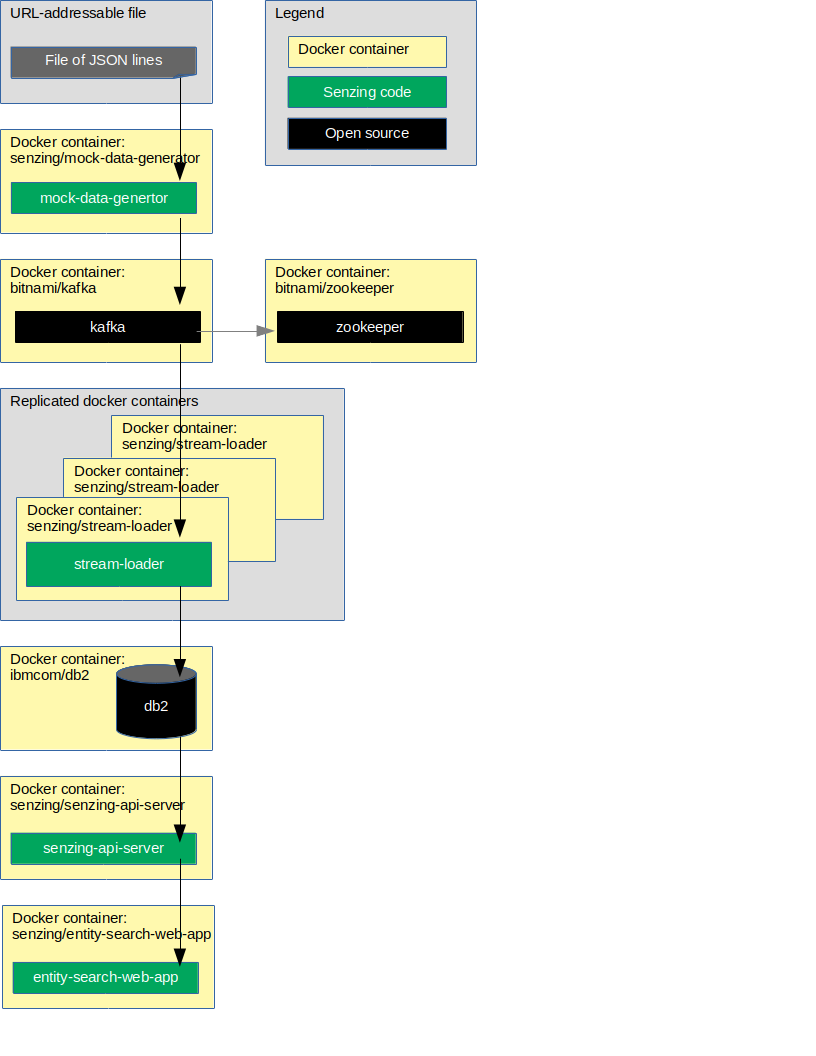 URL-addressable file
File of JSON lines
Legend
Docker container
Senzing code
Open source
Docker container:
senzing/mock-data-generator
mock-data-genertor
Docker container:
bitnami/kafka
kafka
Docker container:
bitnami/zookeeper
zookeeper
Replicated docker containers
Docker container:
senzing/stream-loader
Docker container:
senzing/stream-loader
Docker container:
senzing/stream-loader
stream-loader
Docker container:
ibmcom/db2
db2
Docker container:
senzing/senzing-api-server
senzing-api-server
Docker container:
senzing/entity-search-web-app
entity-search-web-app